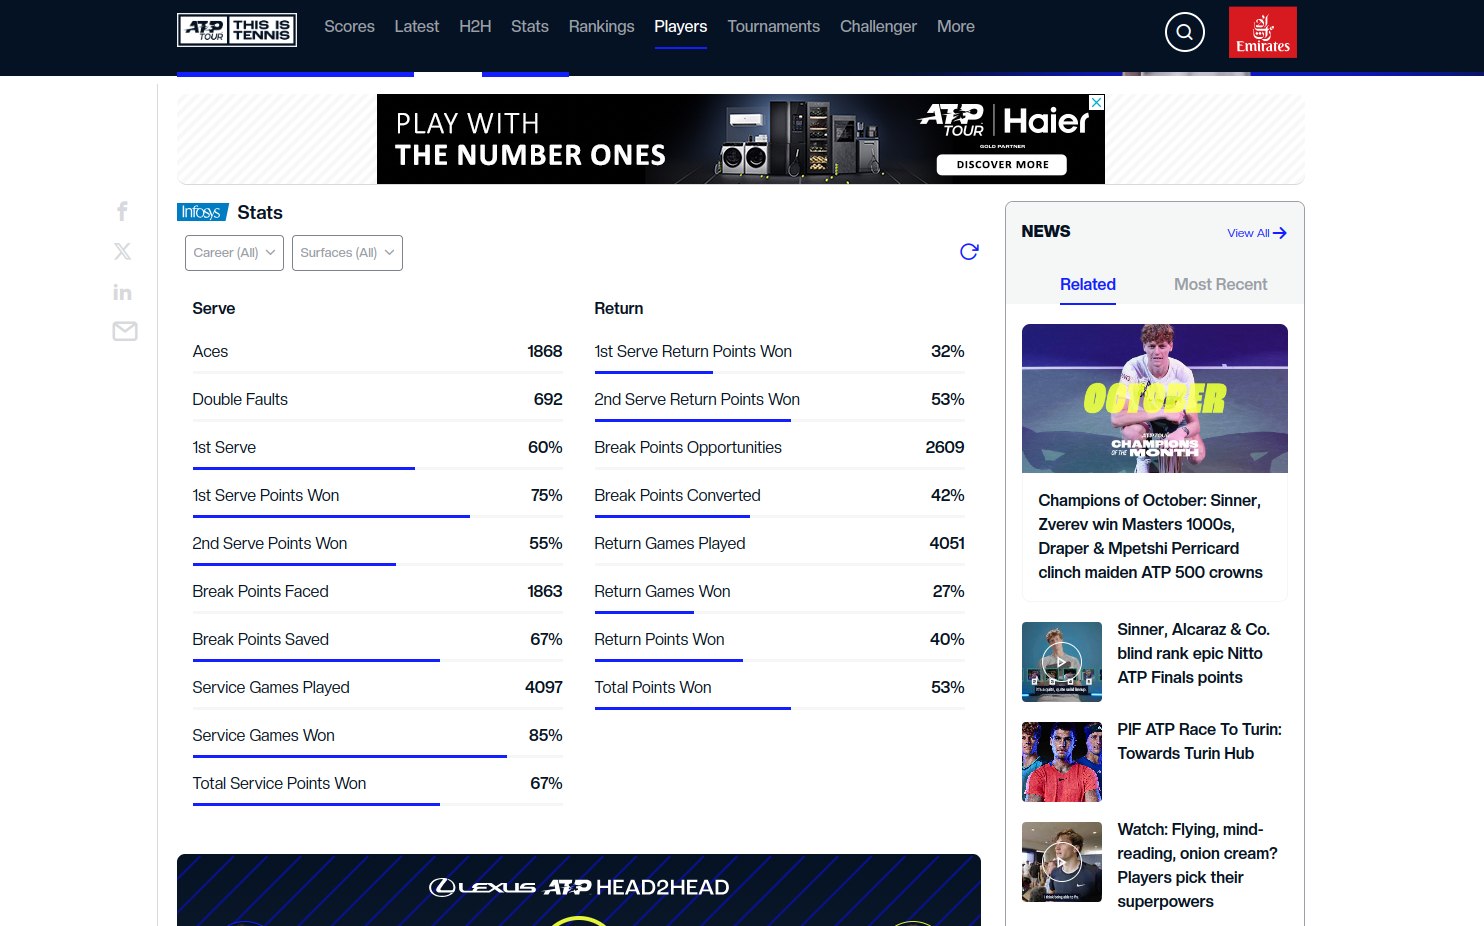 ATP TOUR THIS IS TENNIS
Scores Latest H2H Stats Rankings Players Tournaments Challenger More
Emirates
PLAY WITH
THE NUMBER ONES
ATP TOUR Haier
GOLD PARTNER
DISCOVER MORE
Infosys Stats
Career (All) Surfaces (All)
Serve
Aces 1868
Double Faults 692
1st Serve 60%
1st Serve Points Won 75%
2nd Serve Points Won 55%
Break Points Faced 1863
Break Points Saved 67%
Service Games Played 4097
Service Games Won 85%
Total Service Points Won 67%
Return
1st Serve Return Points Won 32%
2nd Serve Return Points Won 53%
Break Points Opportunities 2609
Break Points Converted 42%
Return Games Played 4051
Return Games Won 27%
Return Points Won 40%
Total Points Won 53%
LEXUS ATP HEAD2HEAD
NEWS
View All
Related Most Recent
OCTOBER
ATP TOUR
CHAMPIONS
OF THE MONTH
Champions of October: Sinner,
Zverev win Masters 1000s,
Draper & Mpetshi Perricard
clinch maiden ATP 500 crowns
Sinner, Alcaraz & Co.
blind rank epic Nitto
ATP Finals points
PIF ATP Race To Turin:
Towards Turin Hub
Watch: Flying, mind-
reading, onion cream?
Players pick their
superpowers